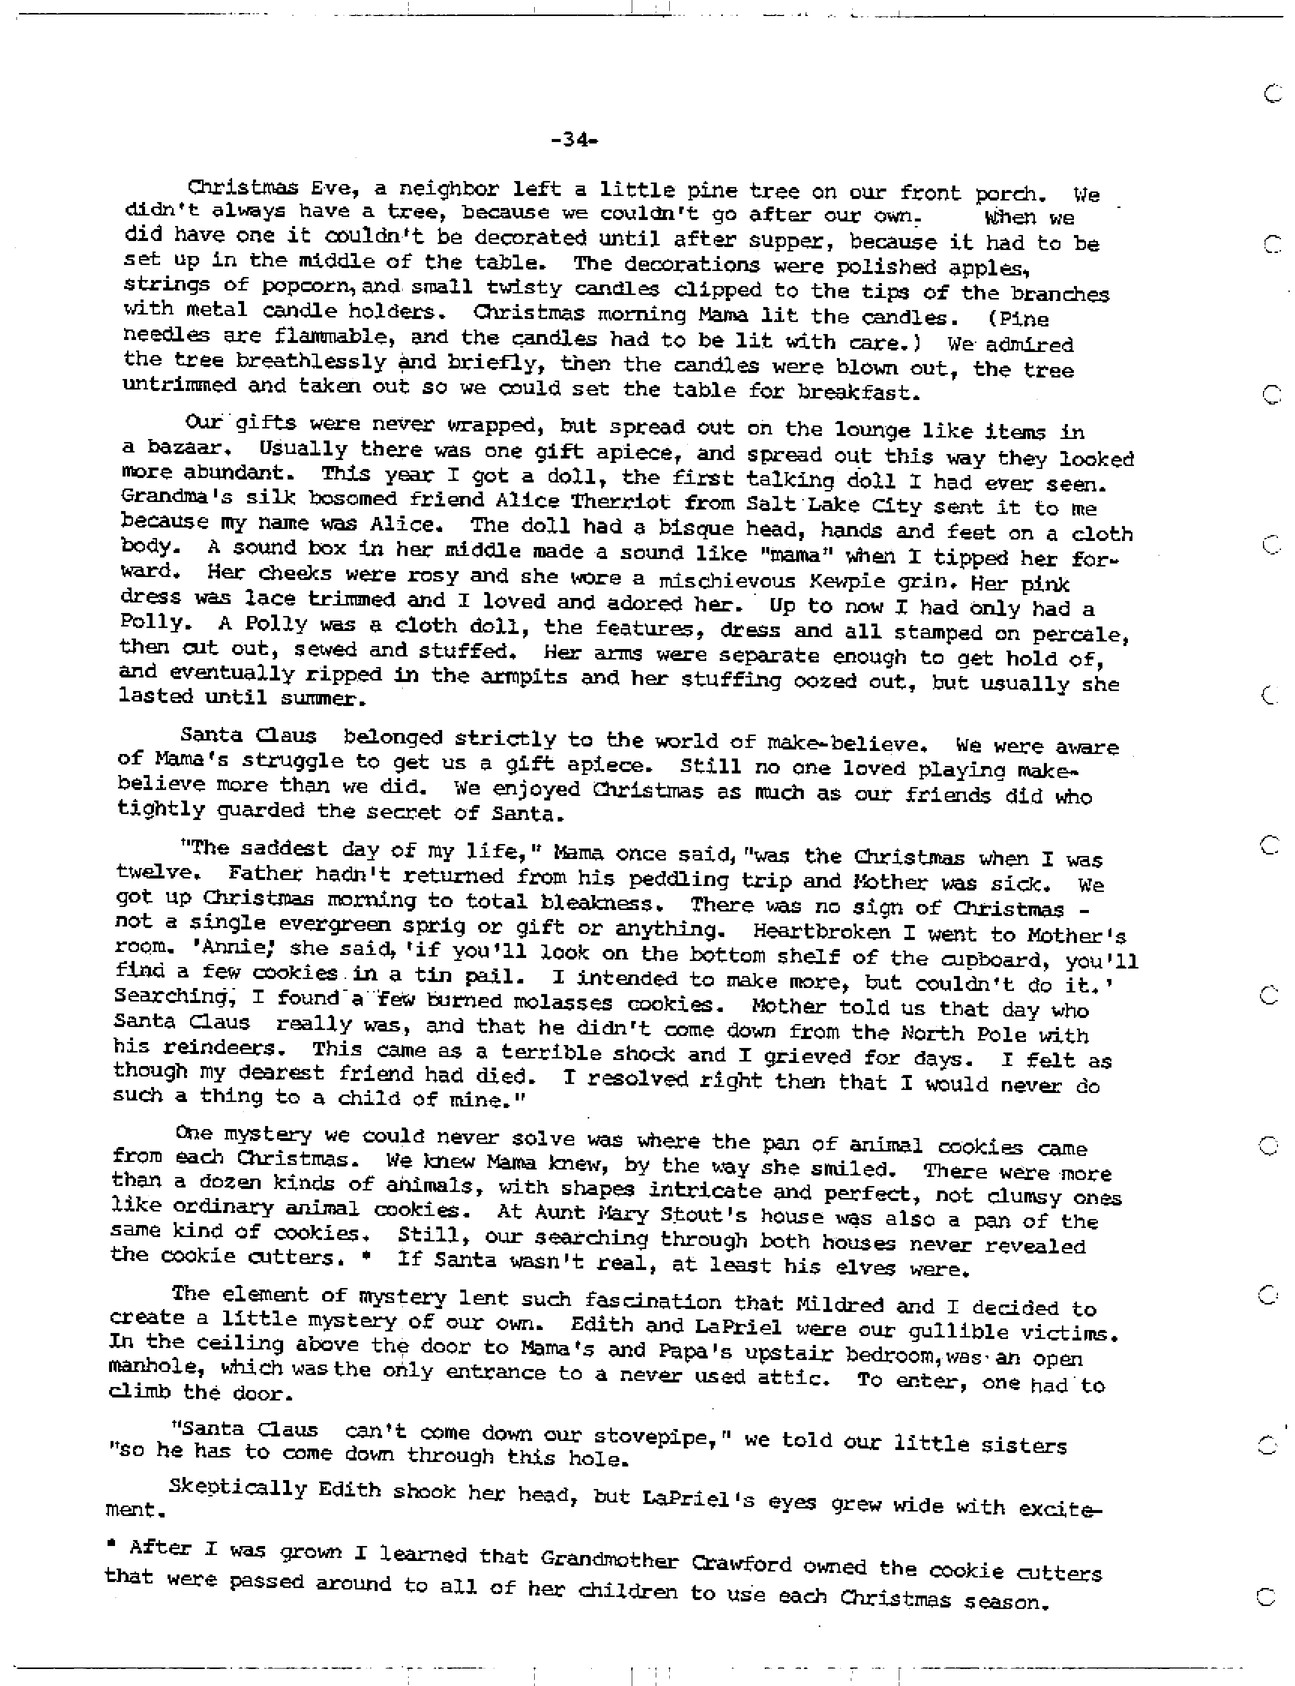 -34-
Christmas Eve, a neighbor left a little pine tree on our front porch. We
didn't always have a tree, because we couldn't go after our own. When we
did have one it couldn't be decorated until after supper, because it had to be
set up in the middle of the table. The decorations were polished apples,
strings of popcorn, and small twisty candles clipped to the tips of the branches
with metal candle holders. Christmas morning Mama lit the candles. (Pine
needles are flammable, and the candles had to be lit with care.) We admired
the tree breathlessly and briefly, then the candles were blown out, the tree
untrimmed and taken out so we could set the table for breakfast.
Our gifts were never wrapped, but spread out on the lounge like items in
a bazaar. Usually there was one gift apiece, and spread out this way they looked
more abundant. This year I got a doll, the first talking doll I had ever seen.
Grandma's silk bosomed friend Alice Therriot from Salt Lake City sent it to me
because my name was Alice. The doll had a bisque head, hands and feet on a cloth
body. A sound box in her middle made a sound like "mama" when I tipped her for-
ward. Her cheeks were rosy and she wore a mischievous Kewpie grin. Her pink
dress was lace trimmed and I loved and adored her. Up to now I had only had a
Polly. A Polly was a cloth doll, the features, dress and all stamped on percale,
then cut out, sewed and stuffed. Her arms were separate enough to get hold of,
and eventually ripped in the armpits and her stuffing oozed out, but usually she
lasted until summer.
Santa Claus belonged strictly to the world of make-believe. We were aware
of Mama's struggle to get us a gift apiece. Still no one loved playing make-
believe more than we did. We enjoyed Christmas as much as our friends did who
tightly guarded the secret of Santa.
"The saddest day of my life," Mama once said, "was the Christmas when I was
twelve. Father hadn't returned from his peddling trip and Mother was sick. We
got up Christmas morning to total bleakness. There was no sign of Christmas -
not a single evergreen sprig or gift or anything. Heartbroken I went to Mother's
room. 'Annie,' she said, 'if you'll look on the bottom shelf of the cupboard, you'll
find a few cookies in a tin pail. I intended to make more, but couldn't do it.'
Searching, I found a few burned molasses cookies. Mother told us that day who
Santa Claus really was, and that he didn't come down from the North Pole with
his reindeers. This came as a terrible shock and I grieved for days. I felt as
though my dearest friend had died. I resolved right then that I would never do
such a thing to a child of mine."
One mystery we could never solve was where the pan of animal cookies came
from each Christmas. We knew Mama knew, by the way she smiled. There were more
than a dozen kinds of animals, with shapes intricate and perfect, not clumsy ones
like ordinary animal cookies. At Aunt Mary Stout's house was also a pan of the
same kind of cookies. Still, our searching through both houses never revealed
the cookie cutters. * If Santa wasn't real, at least his elves were.
The element of mystery lent such fascination that Mildred and I decided to
create a little mystery of our own. Edith and LaPriel were our gullible victims.
In the ceiling above the door to Mama's and Papa's upstair bedroom, was an open
manhole, which was the only entrance to a never used attic. To enter, one had to
climb the door.
"Santa Claus can't come down our stovepipe," we told our little sisters
"so he has to come down through this hole.
Skeptically Edith shook her head, but LaPriel's eyes grew wide with excite-
ment.
* After I was grown I learned that Grandmother Crawford owned the cookie cutters
that were passed around to all of her children to use each Christmas season.